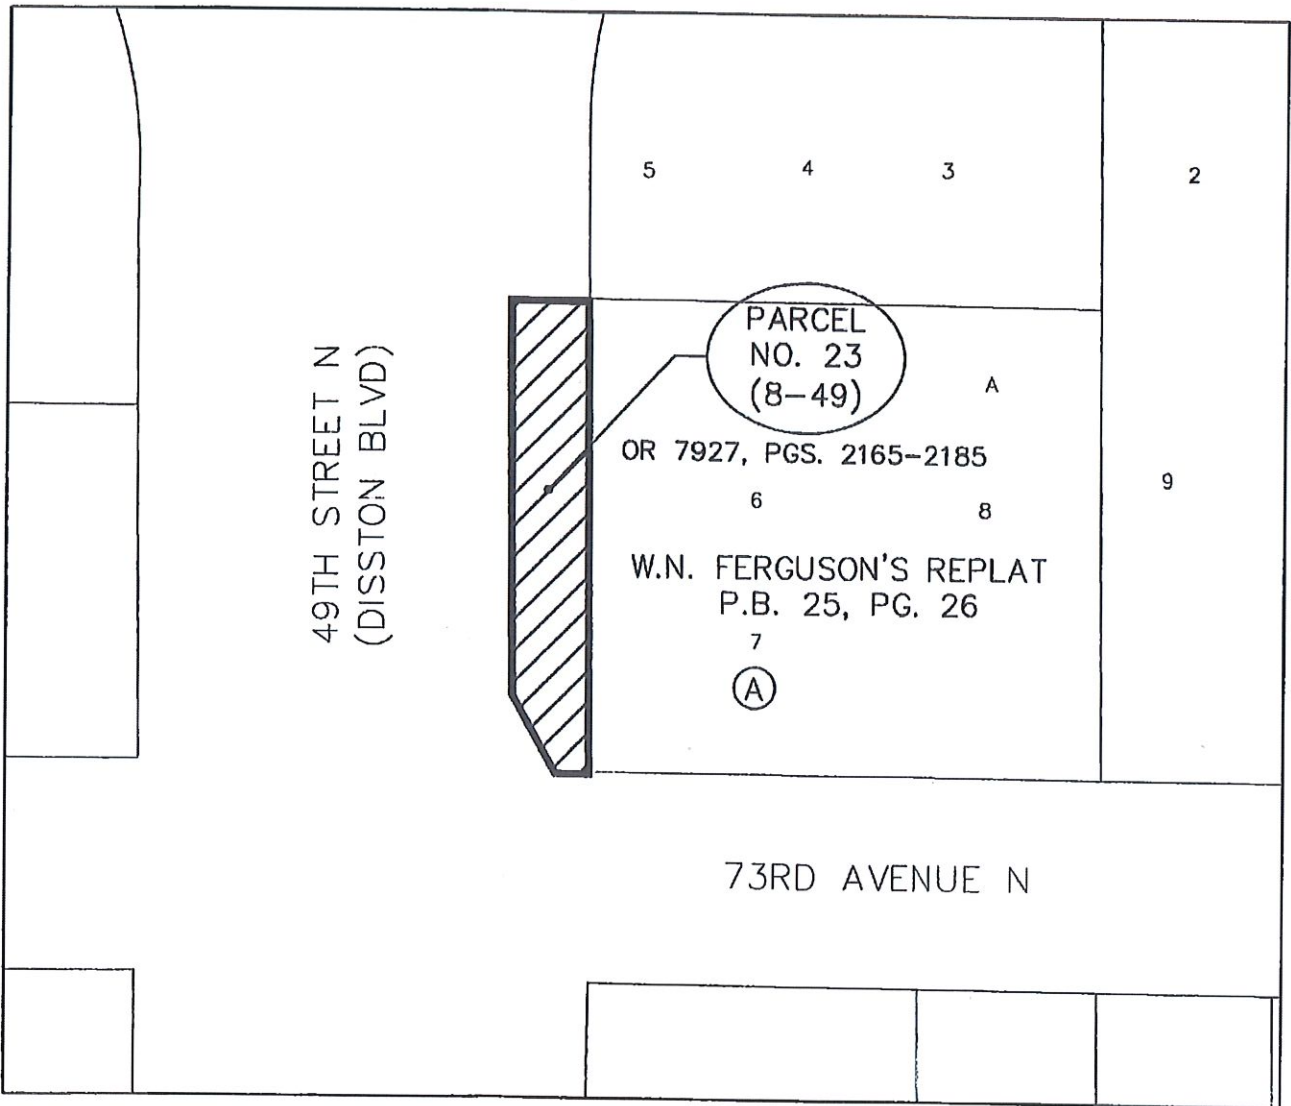 5
4
3
2
49TH STREET N
(DISSTON BLVD)
PARCEL
NO. 23
(8-49)
A
OR 7927, PGS. 2165-2185
9
6
8
W.N. FERGUSON'S REPLAT
P.B. 25, PG. 26
7
A
73RD AVENUE N